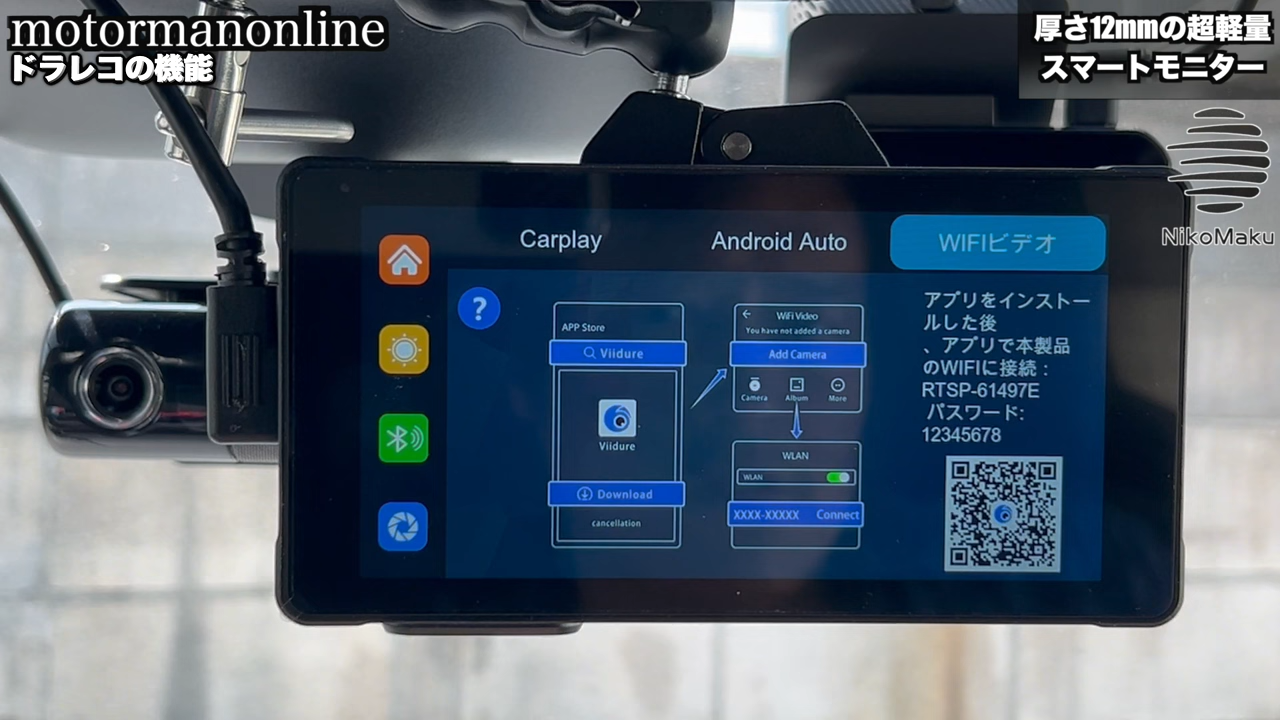 motormanonline
ドラレコの機能
厚さ12mmの超軽量
スマートモニター
NikoMaku
Carplay
Android Auto
WIFIビデオ
?
APP Store
Viidure
Viidure
Download
cancellation
WiFi Video
You have not added a camera
Add Camera
Camera
Album
More
WLAN
WLAN
XXXX-XXXXX Connect
アプリをインストー
ルした後
、アプリで本製品
のWIFIに接続：
RTSP-61497E
パスワード:
12345678